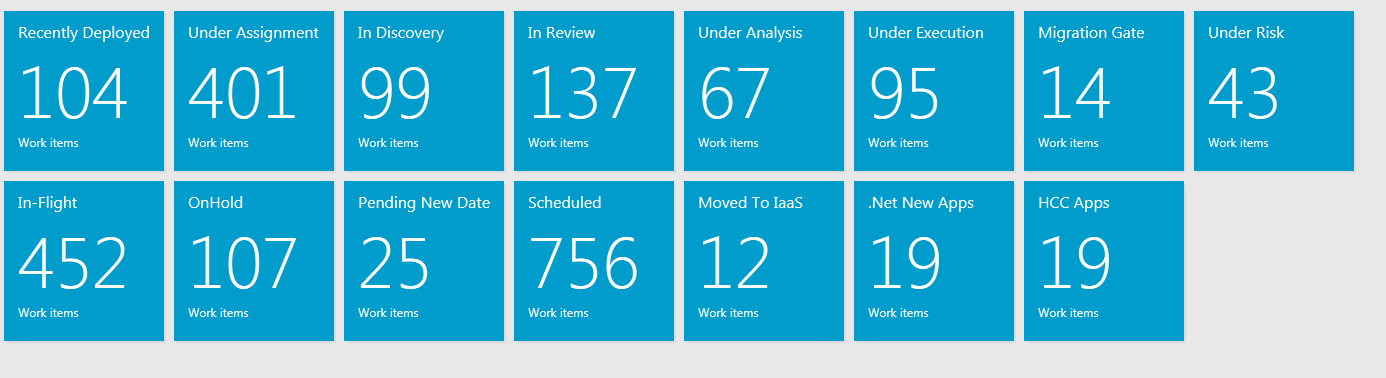 Recently Deployed
104
Work items
Under Assignment
401
Work items
In Discovery
99
Work items
In Review
137
Work items
Under Analysis
67
Work items
Under Execution
95
Work items
Migration Gate
14
Work items
Under Risk
43
Work items
In-Flight
452
Work items
OnHold
107
Work items
Pending New Date
25
Work items
Scheduled
756
Work items
Moved To IaaS
12
Work items
.Net New Apps
19
Work items
HCC Apps
19
Work items